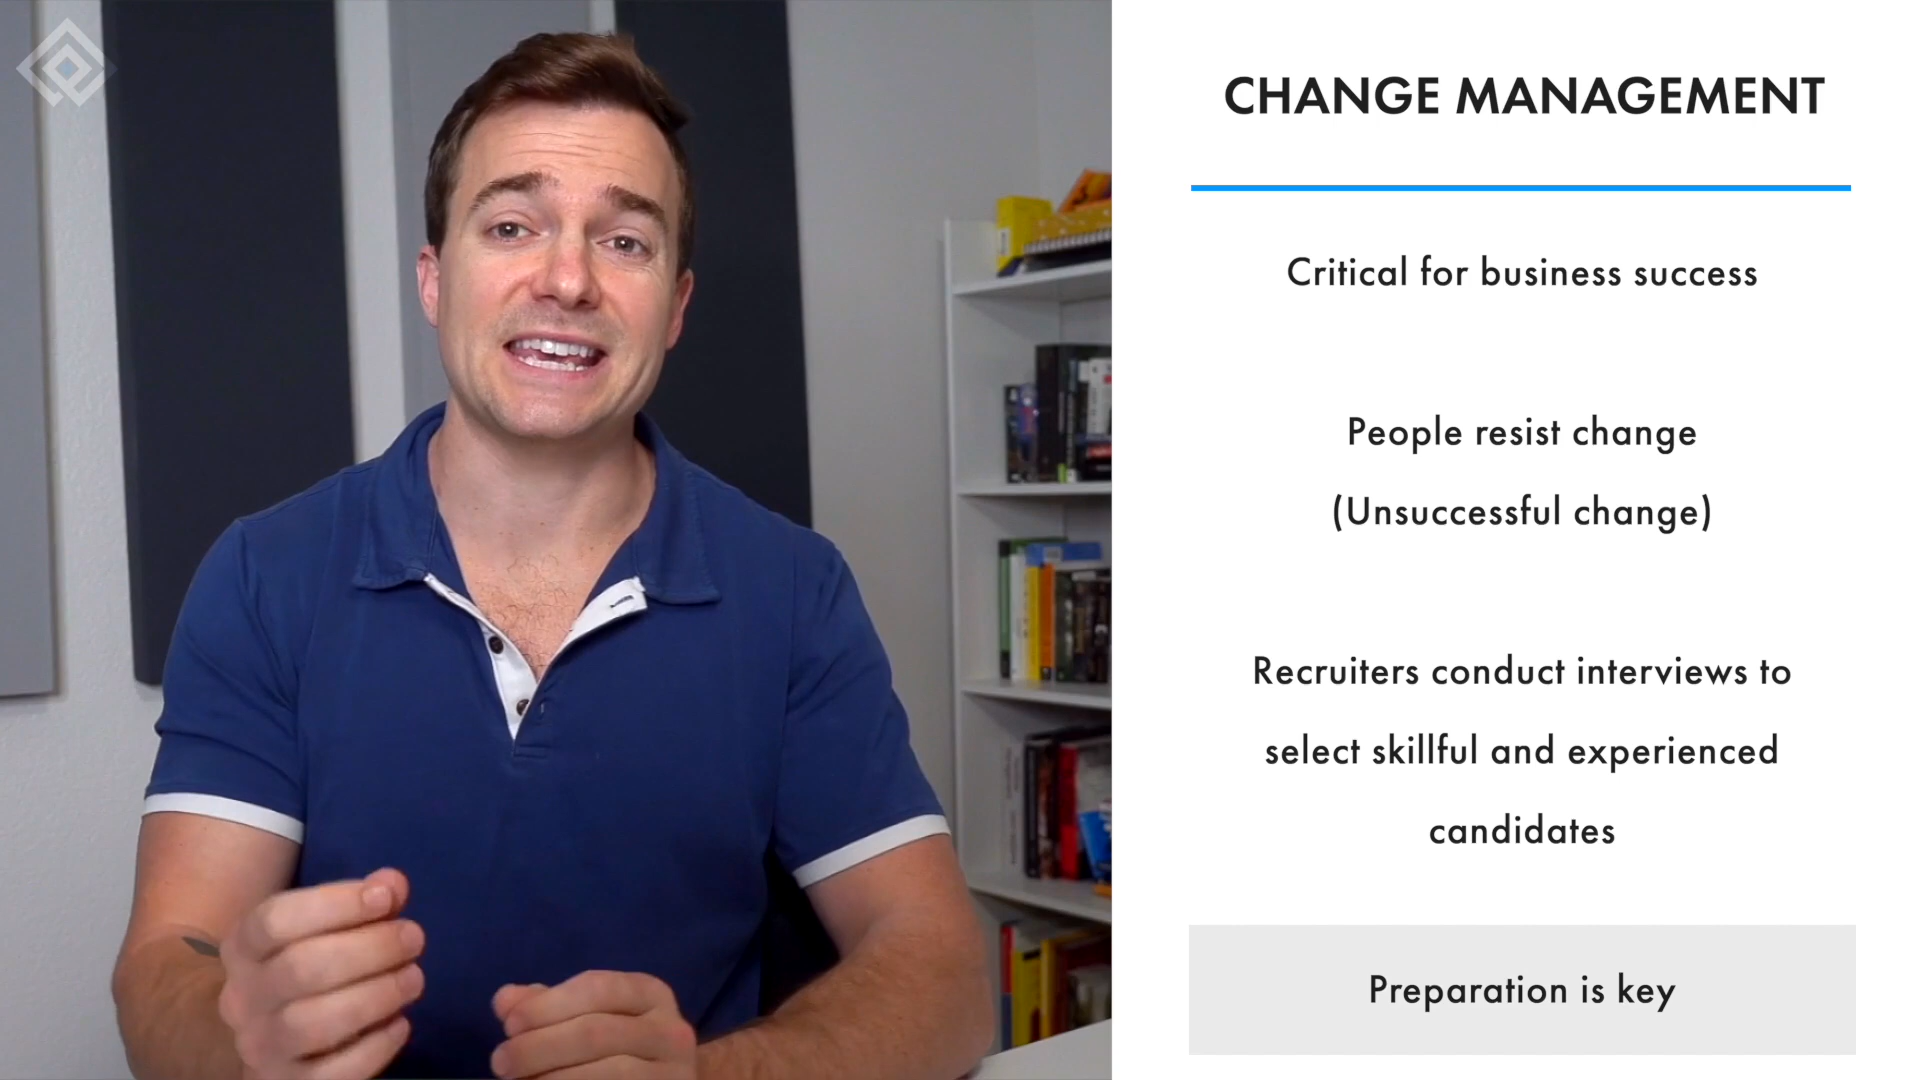 CHANGE MANAGEMENT
Critical for business success
People resist change
(Unsuccessful change)
Recruiters conduct interviews to
select skillful and experienced
candidates
Preparation is key